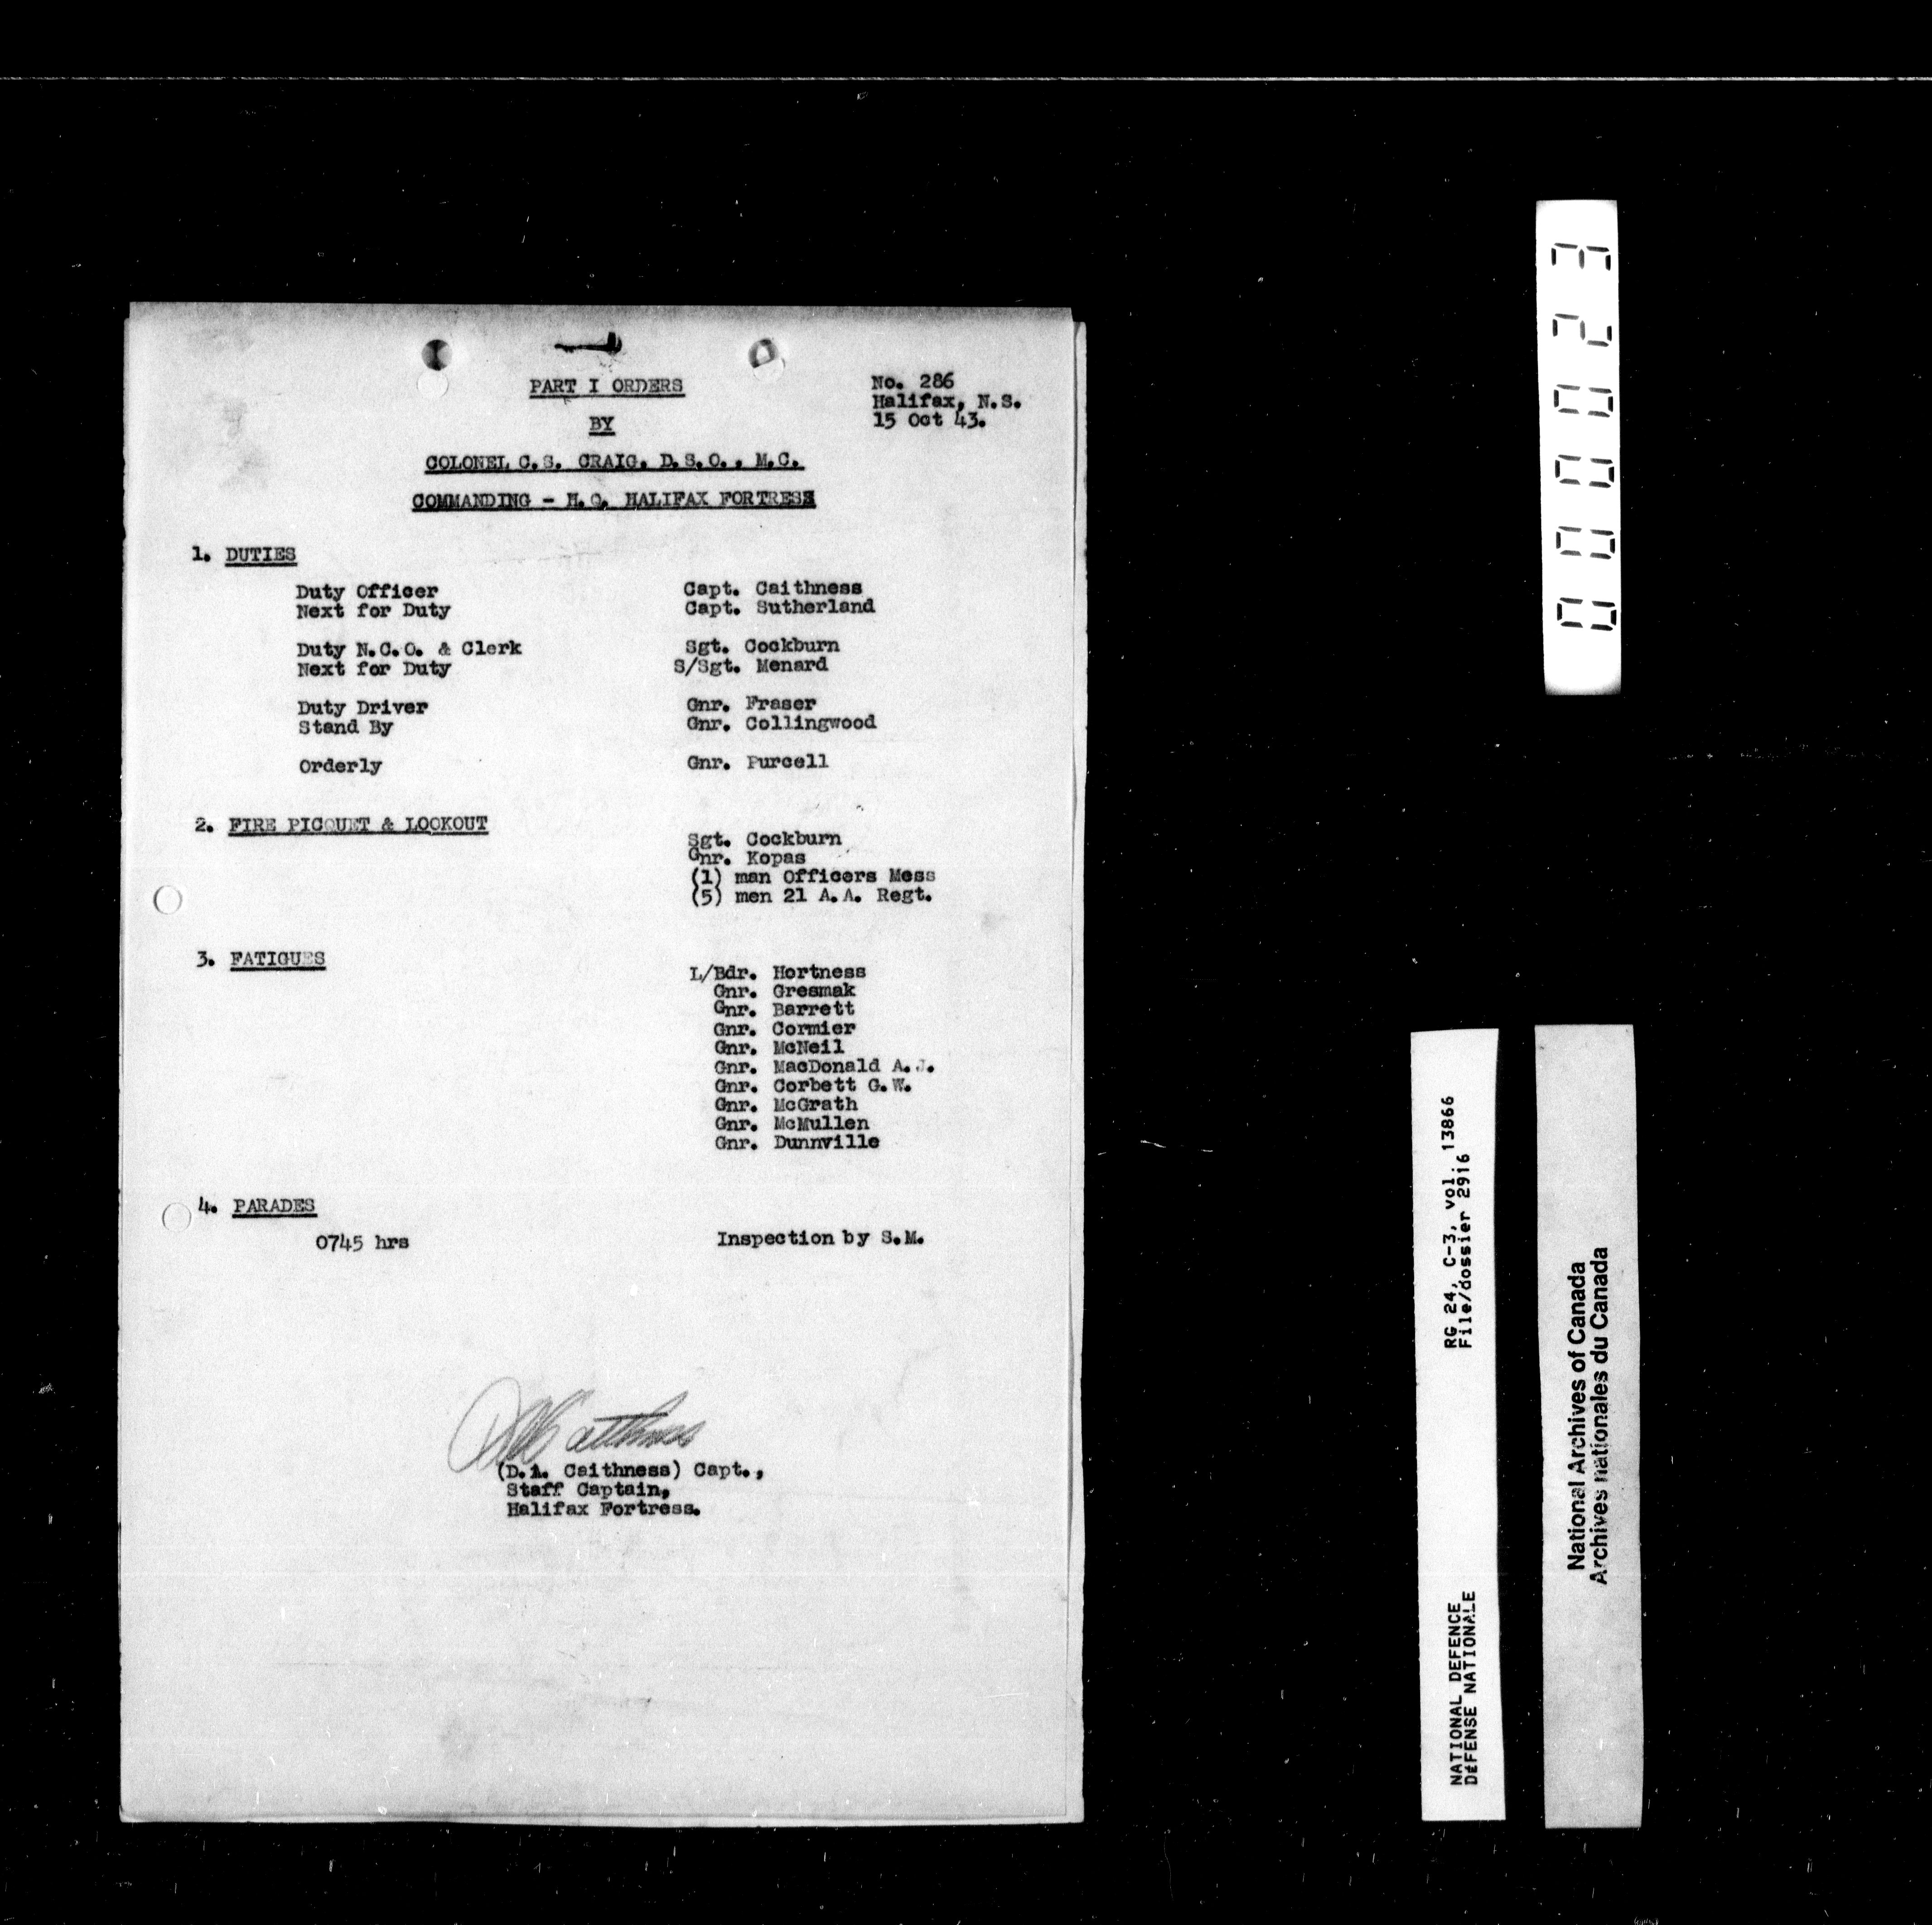 PART I ORDERS
No. 286
Halifax, N.S.
15 Oct 43.
BY
COLONEL C.S. CRAIG. D.S.O., M.C.
COMMANDING - H.Q. HALIFAX FORTRESS
1. DUTIES
Duty Officer Capt. Caithness
Next for Duty Capt. Sutherland
Duty N.C.O. & Clerk Sgt. Cockburn
Next for Duty S/Sgt. Menard
Duty Driver Gnr. Fraser
Stand By Gnr. Collingwood
Orderly Gnr. Purcell
2. FIRE PICQUET & LOOKOUT
Sgt. Cockburn
Gnr. Kopas
(1) man Officers Mess
(5) men 21 A.A. Regt.
3. FATIGUES
L/Bdr. Hortness
Gnr. Gresmak
Gnr. Barrett
Gnr. Cormier
Gnr. McNeil
Gnr. MacDonald A.J.
Gnr. Corbett G.W.
Gnr. McGrath
Gnr. McMullen
Gnr. Dunnville
4. PARADES
0745 hrs Inspection by S.M.
(D.A. Caithness) Capt.,
Staff Captain,
Halifax Fortress.
000023
NATIONAL DEFENCE RG 24, C-3, vol. 13866
DÉFENSE NATIONALE File/dossier 2916
National Archives of Canada
Archives nationales du Canada